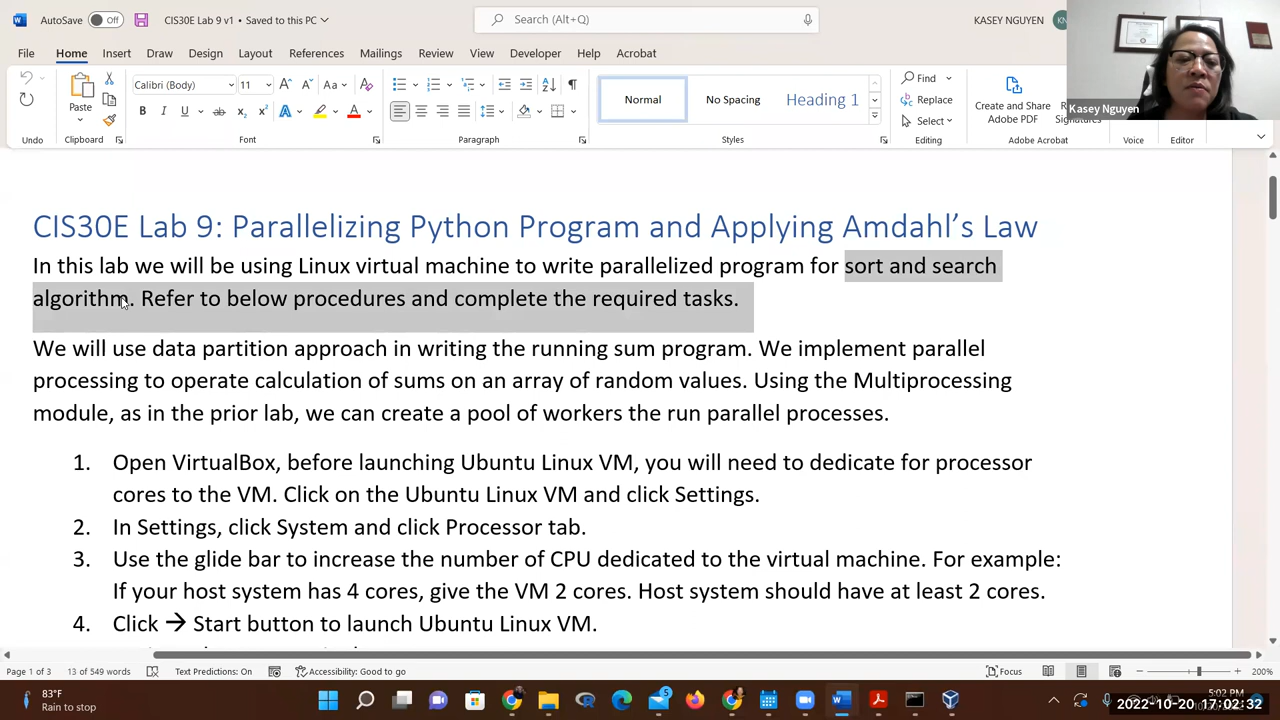 AutoSave Off CIS30E Lab 9 v1 • Saved to this PC Search (Alt+Q) KASEY NGUYEN KN
File Home Insert Draw Design Layout References Mailings Review View Developer Help Acrobat
Paste
Clipboard
Undo
Calibri (Body) 11
Font
Paragraph
Normal
No Spacing
Heading 1
Styles
Find
Replace
Select
Editing
Create and Share
Adobe PDF
Signatures
Adobe Acrobat
Voice
Editor
Kasey Nguyen
CIS30E Lab 9: Parallelizing Python Program and Applying Amdahl’s Law
In this lab we will be using Linux virtual machine to write parallelized program for sort and search
algorithm. Refer to below procedures and complete the required tasks.
We will use data partition approach in writing the running sum program. We implement parallel
processing to operate calculation of sums on an array of random values. Using the Multiprocessing
module, as in the prior lab, we can create a pool of workers the run parallel processes.
1. Open VirtualBox, before launching Ubuntu Linux VM, you will need to dedicate for processor
cores to the VM. Click on the Ubuntu Linux VM and click Settings.
2. In Settings, click System and click Processor tab.
3. Use the glide bar to increase the number of CPU dedicated to the virtual machine. For example:
If your host system has 4 cores, give the VM 2 cores. Host system should have at least 2 cores.
4. Click → Start button to launch Ubuntu Linux VM.
Page 1 of 3 13 of 549 words Text Predictions: On Accessibility: Good to go Focus 200%
83°F
Rain to stop
5
5:02 PM
2022-10-20 17:02:32